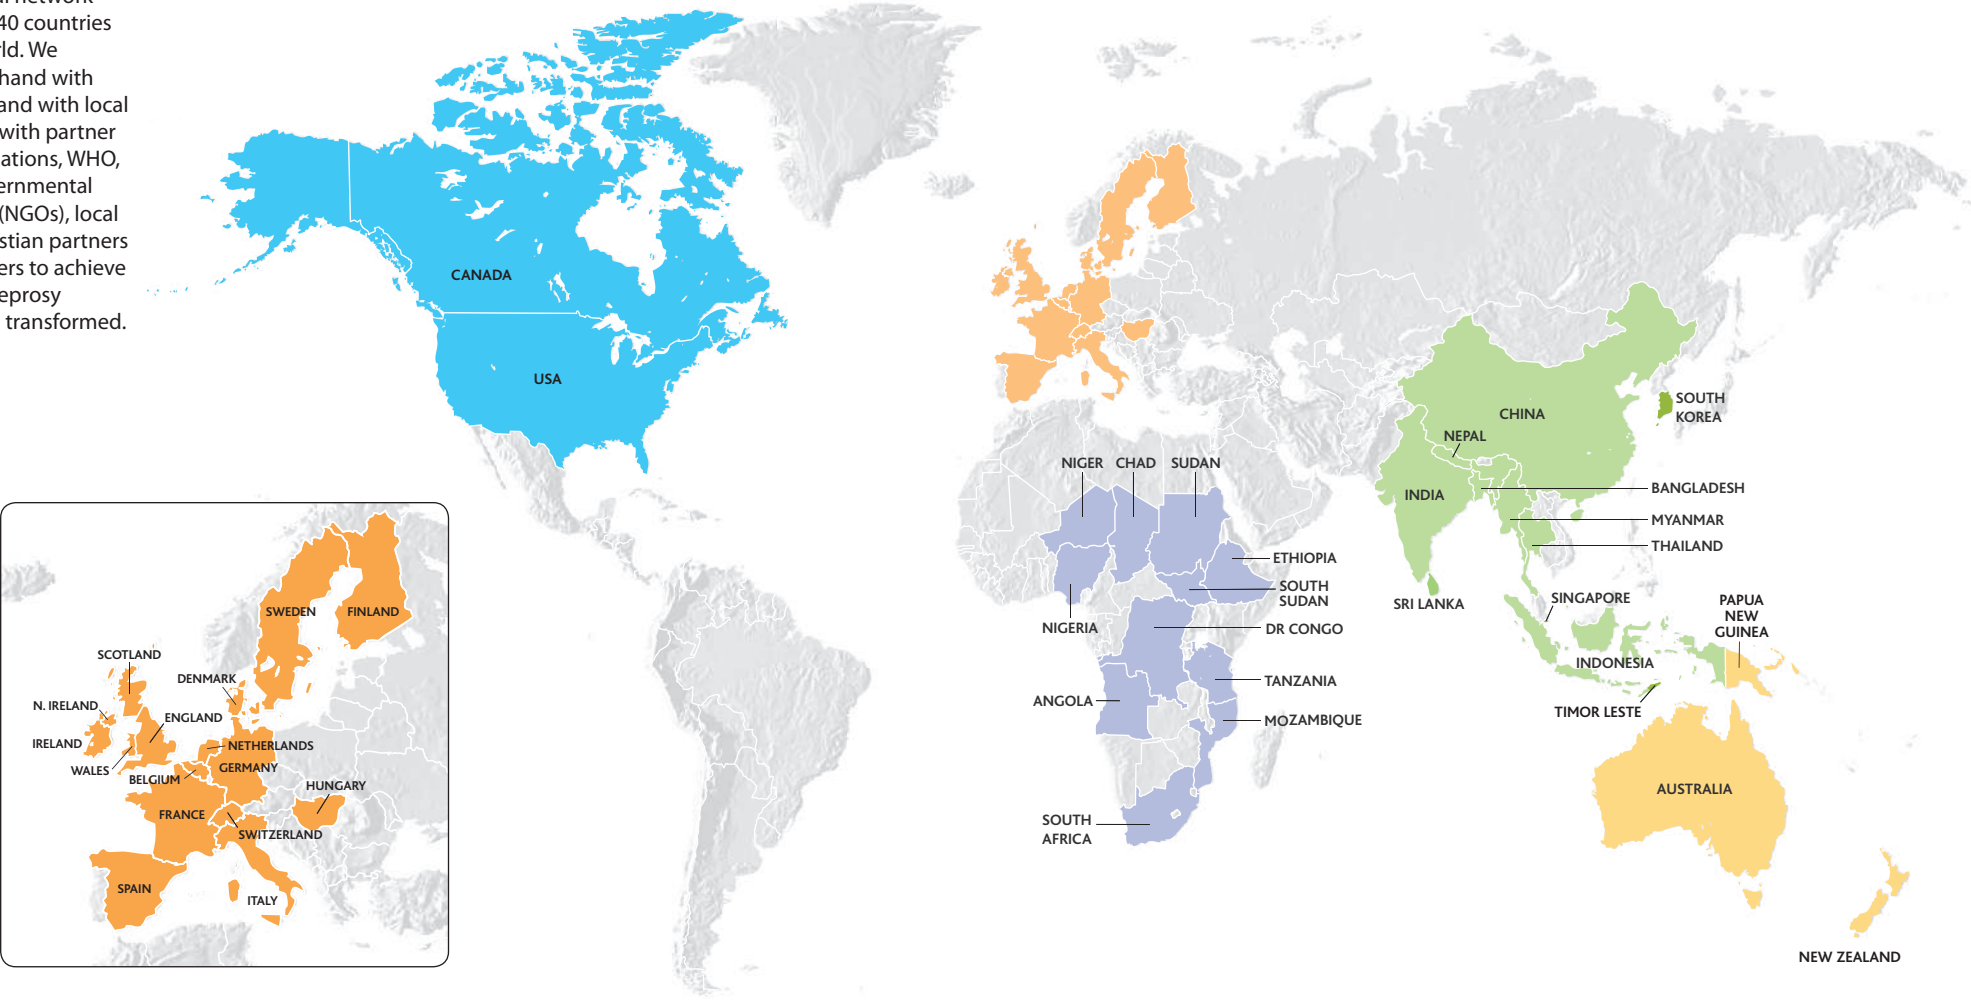 al network
40 countries
rld. We
hand with
and with local
with partner
ations, WHO,
ernmental
(NGOs), local
stian partners
ers to achieve
eprosy
transformed.
CANADA
USA
NIGER
CHAD
SUDAN
ETHIOPIA
SOUTH
SUDAN
NIGERIA
DR CONGO
TANZANIA
ANGOLA
MOZAMBIQUE
SOUTH
AFRICA
CHINA
SOUTH
KOREA
NEPAL
INDIA
BANGLADESH
MYANMAR
THAILAND
SRI LANKA
SINGAPORE
PAPUA
NEW
GUINEA
INDONESIA
TIMOR LESTE
AUSTRALIA
NEW ZEALAND
SWEDEN
FINLAND
SCOTLAND
DENMARK
N. IRELAND
ENGLAND
IRELAND
NETHERLANDS
WALES
BELGIUM
GERMANY
HUNGARY
FRANCE
SWITZERLAND
SPAIN
ITALY